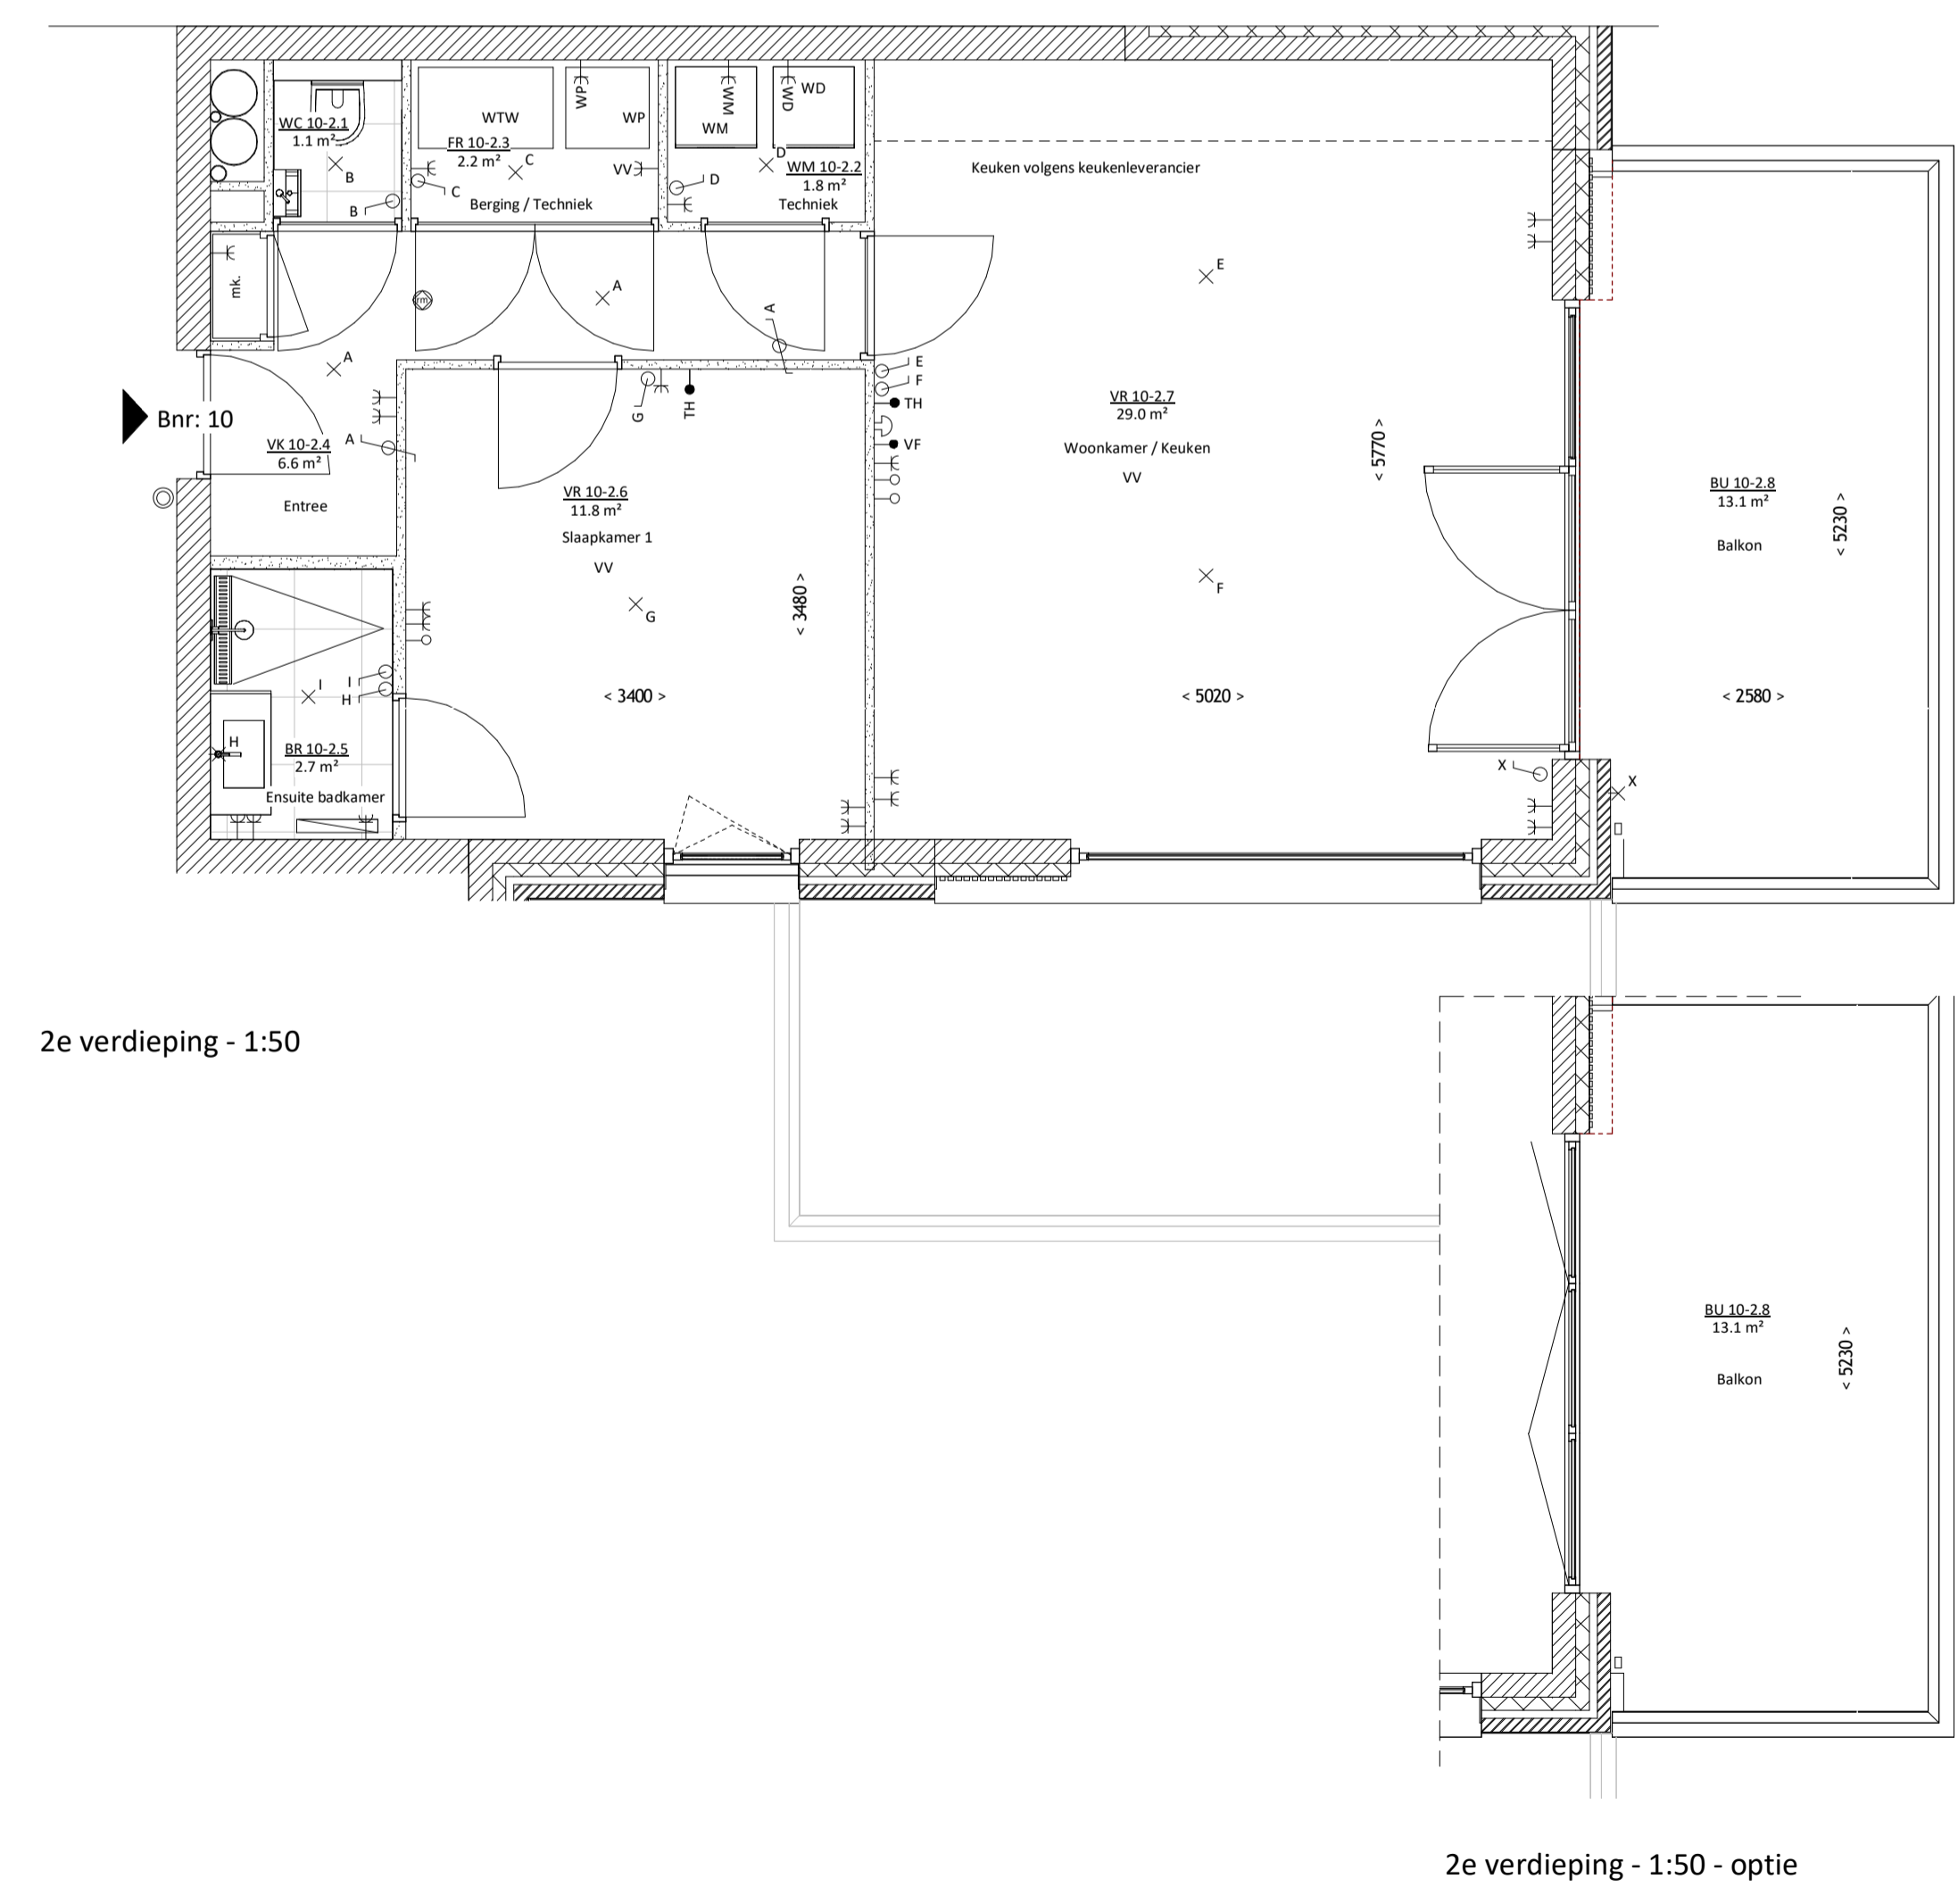 WC 10-2.1
1.1 m²
B
B
WTW
FR 10-2.3
2.2 m²
C
C
Berging / Techniek
WP
WP
VV
WM
WM
WD
WD
D
D
WM 10-2.2
1.8 m²
Techniek
Keuken volgens keukenleverancier
mk.
rm
A
A
A
A
E
E
F
TH
VF
G
TH
Bnr: 10
VK 10-2.4
6.6 m²
Entree
VR 10-2.6
11.8 m²
Slaapkamer 1
VV
G
< 3480 >
< 3400 >
VR 10-2.7
29.0 m²
Woonkamer / Keuken
VV
< 5770 >
F
< 5020 >
BU 10-2.8
13.1 m²
Balkon
< 5230 >
< 2580 >
I
I
H
H
BR 10-2.5
2.7 m²
Ensuite badkamer
X
X
2e verdieping - 1:50
BU 10-2.8
13.1 m²
Balkon
< 5230 >
2e verdieping - 1:50 - optie